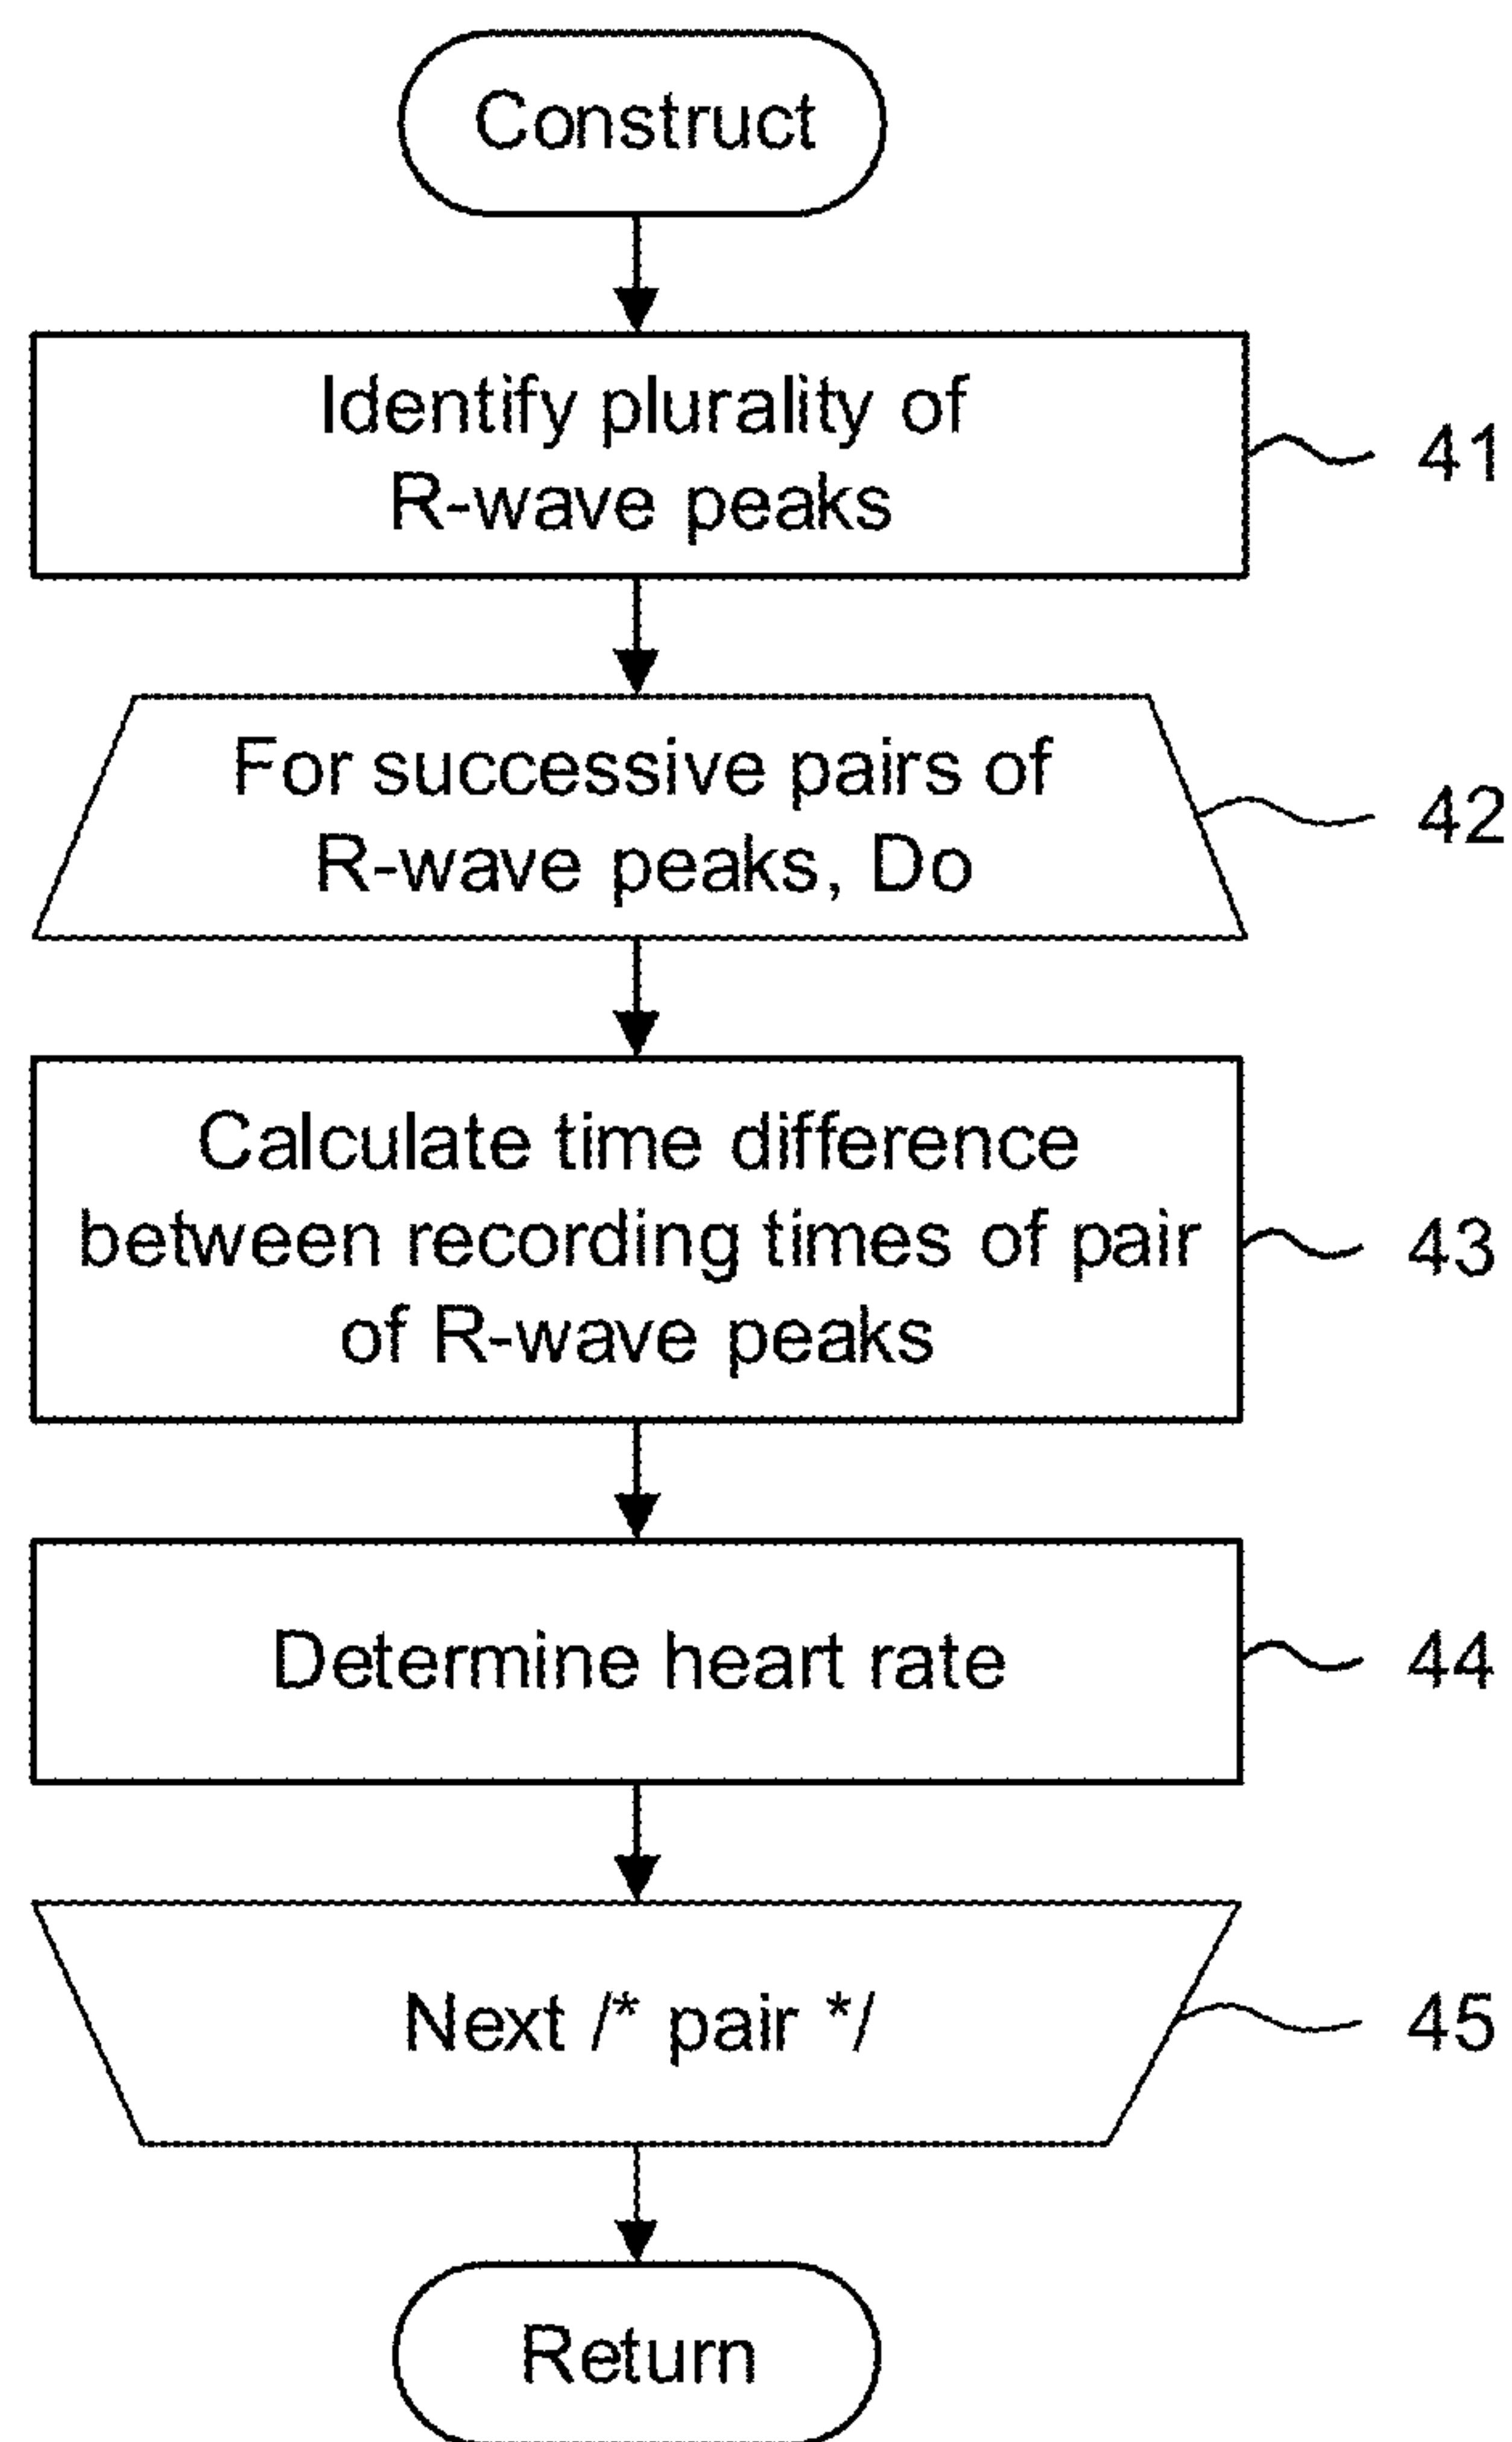 Construct
Identify plurality of
R-wave peaks
41
For successive pairs of
R-wave peaks, Do
42
Calculate time difference
between recording times of pair
of R-wave peaks
43
Determine heart rate
44
Next /* pair */
45
Return